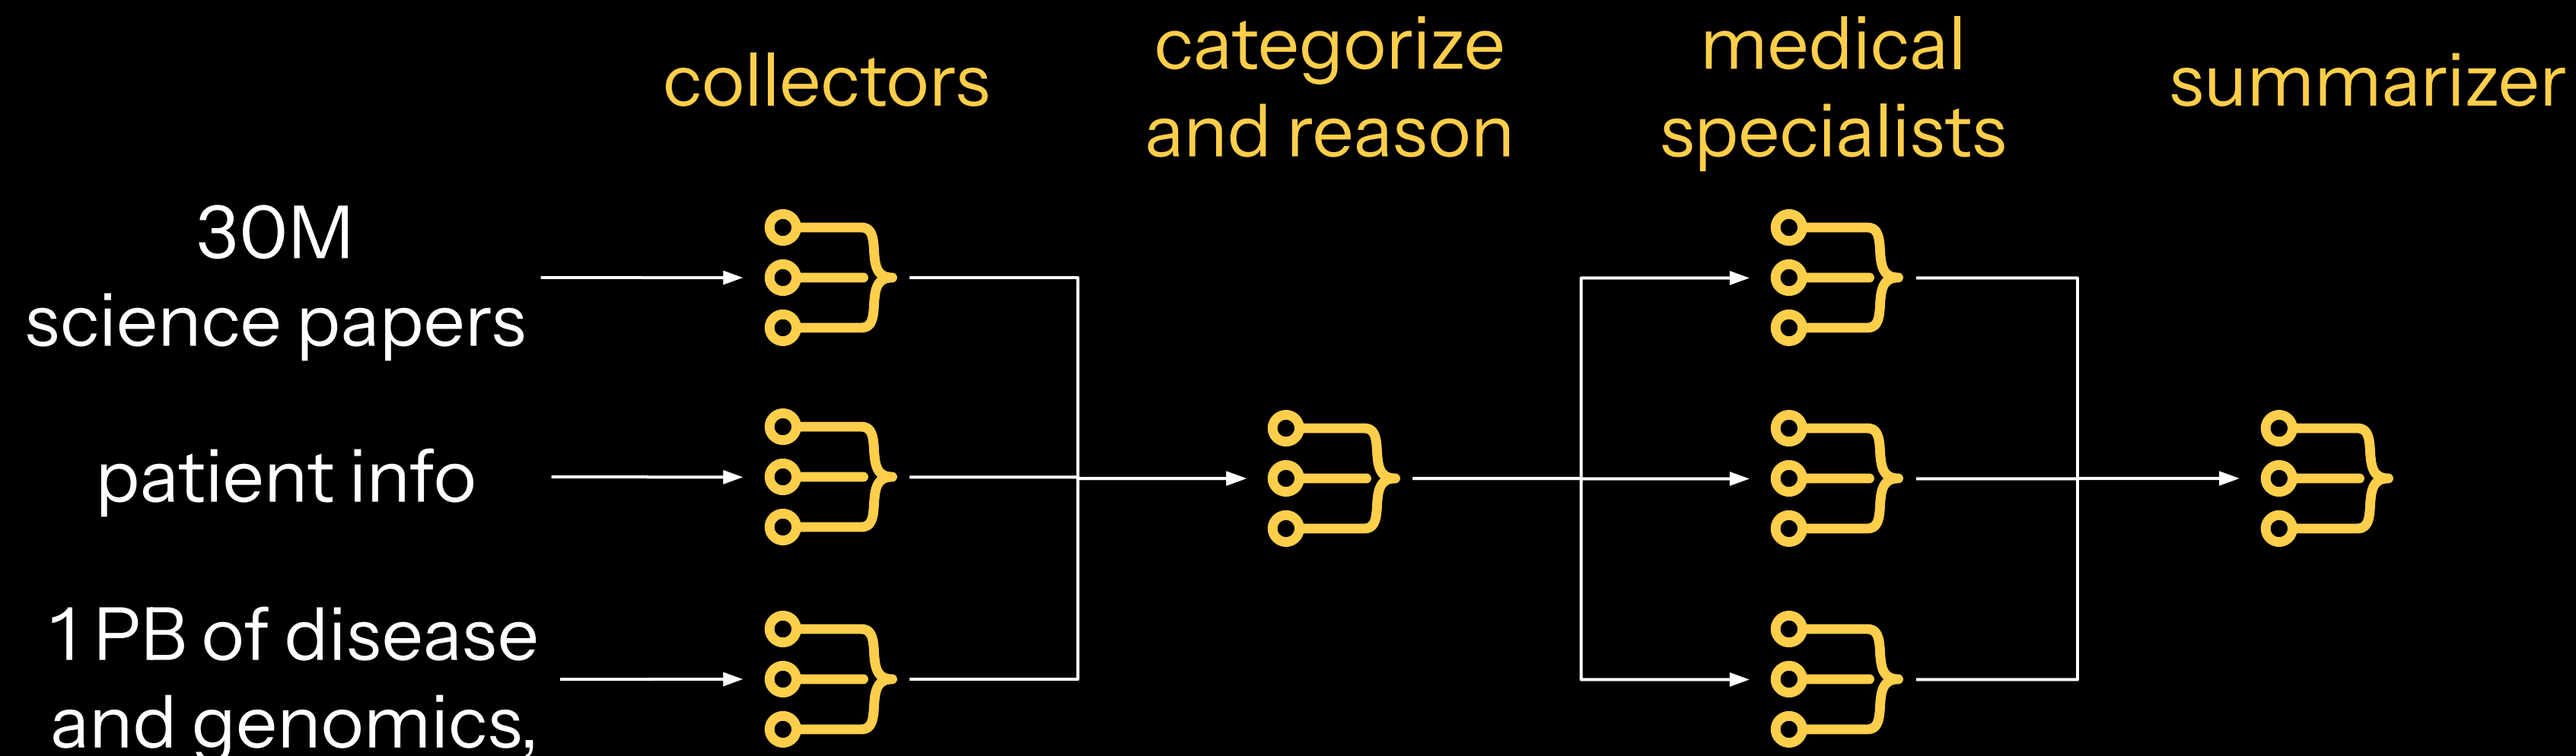 collectors
categorize
and reason
medical
specialists
summarizer
30M
science papers
patient info
1 PB of disease
and genomics,